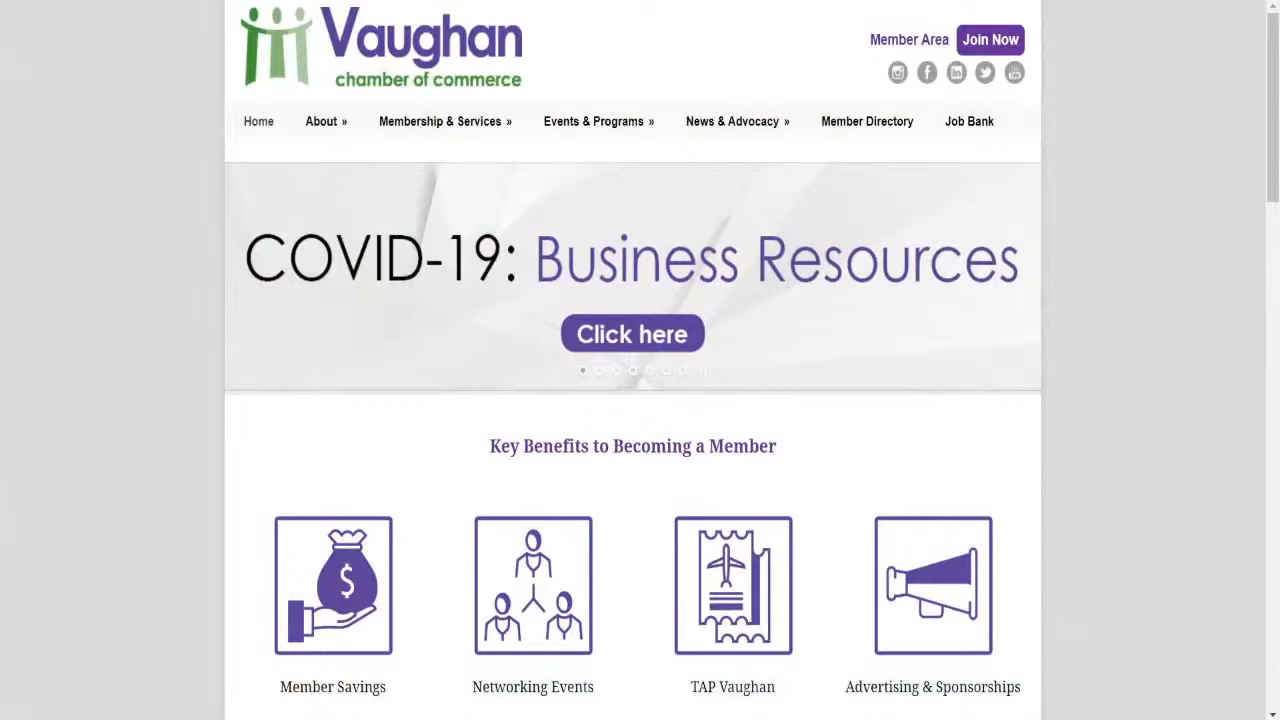 Vaughan
chamber of commerce
Member Area Join Now
Home About » Membership & Services » Events & Programs » News & Advocacy » Member Directory Job Bank
COVID-19: Business Resources
Click here
Key Benefits to Becoming a Member
$
Member Savings Networking Events TAP Vaughan Advertising & Sponsorships